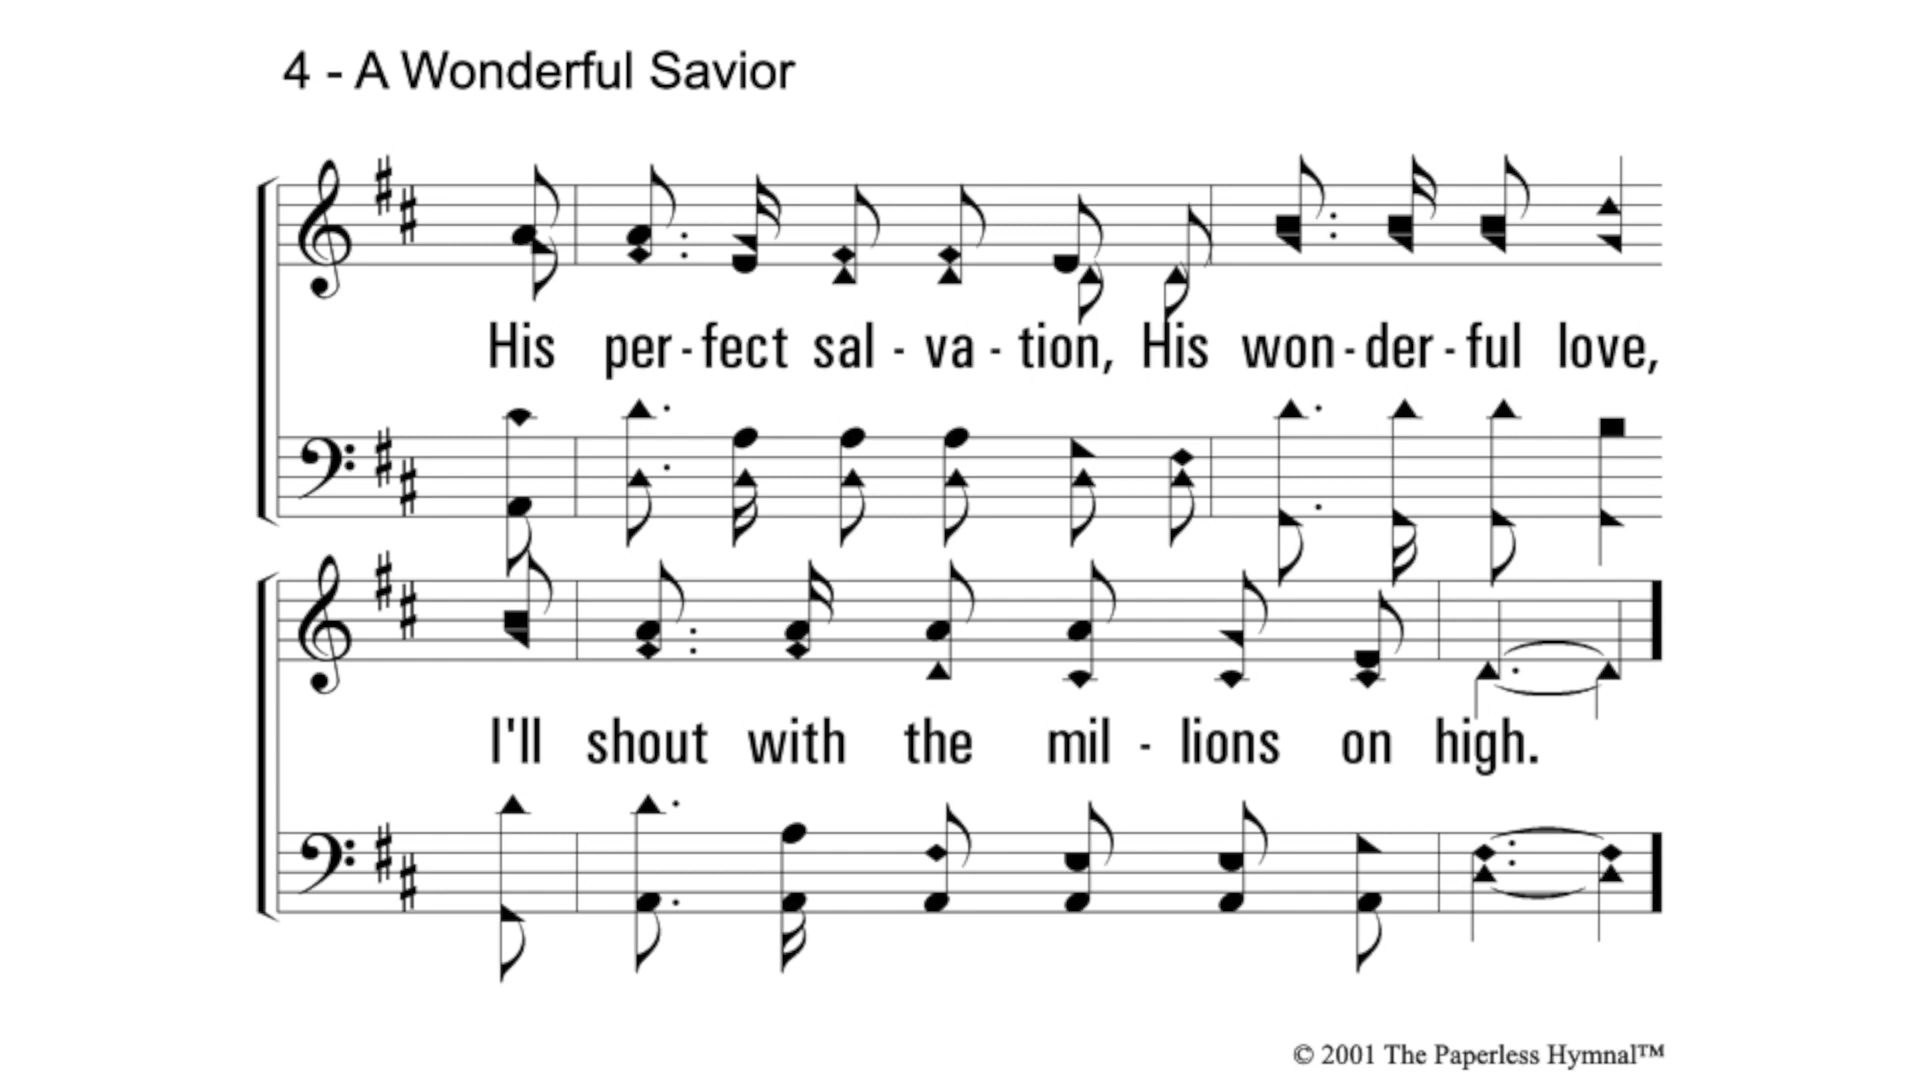 4 - A Wonderful Savior
His per - fect sal - va - tion, His won - der - ful love,
I'll shout with the mil - lions on high.
© 2001 The Paperless Hymnal™